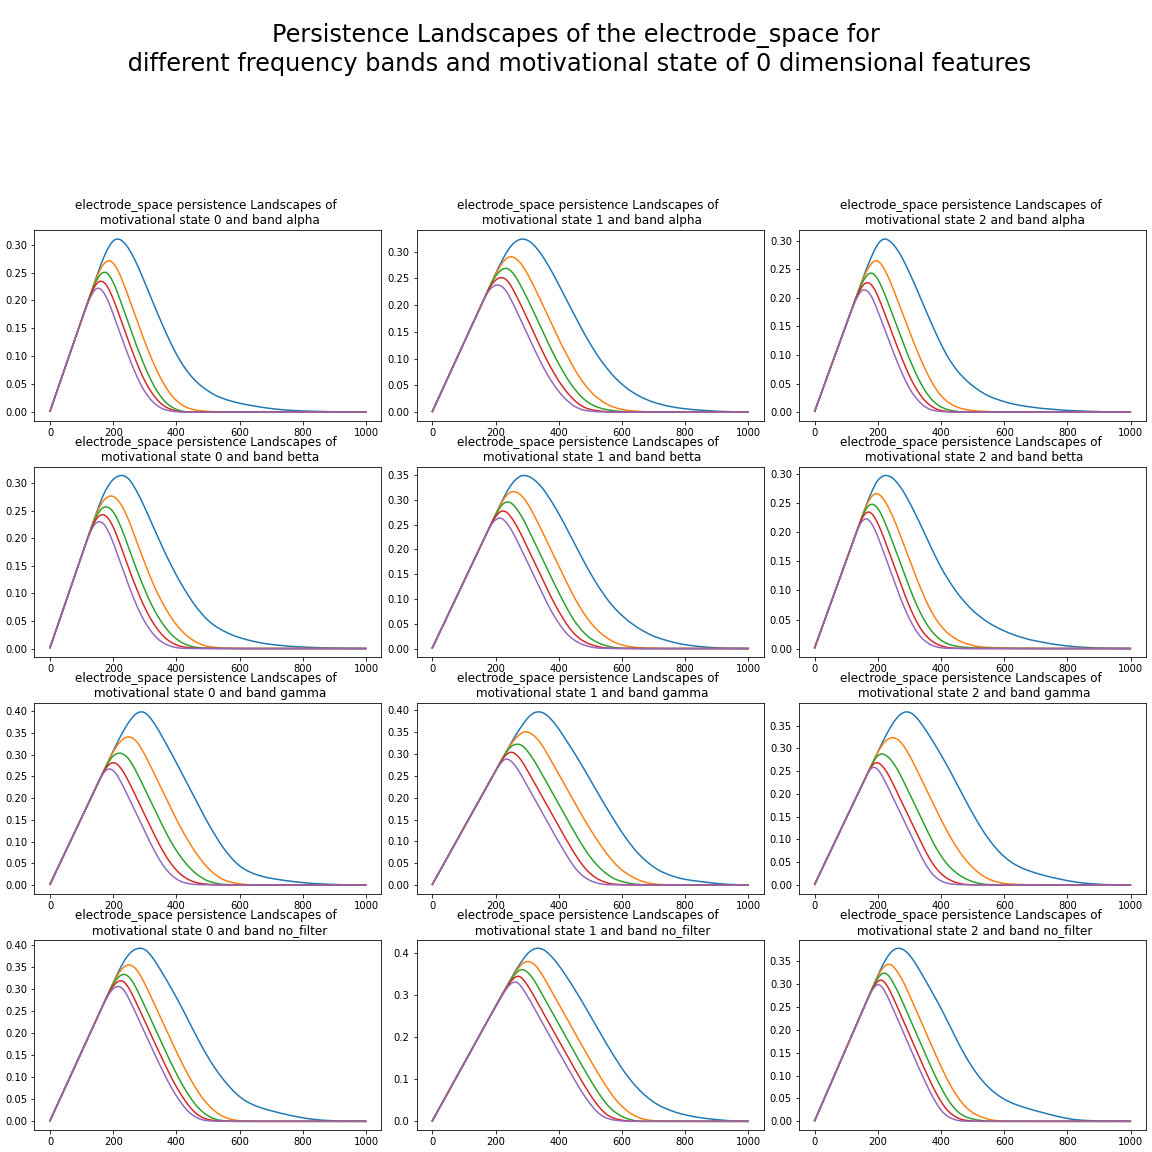 Persistence Landscapes of the electrode_space for
different frequency bands and motivational state of 0 dimensional features
electrode_space persistence Landscapes of
motivational state 0 and band alpha
0.30
0.25
0.20
0.15
0.10
0.05
0.00
0 200 400 600 800 1000
electrode_space persistence Landscapes of
motivational state 1 and band alpha
0.30
0.25
0.20
0.15
0.10
0.05
0.00
0 200 400 600 800 1000
electrode_space persistence Landscapes of
motivational state 2 and band alpha
0.30
0.25
0.20
0.15
0.10
0.05
0.00
0 200 400 600 800 1000
electrode_space persistence Landscapes of
motivational state 0 and band betta
0.30
0.25
0.20
0.15
0.10
0.05
0.00
0 200 400 600 800 1000
electrode_space persistence Landscapes of
motivational state 1 and band betta
0.35
0.30
0.25
0.20
0.15
0.10
0.05
0.00
0 200 400 600 800 1000
electrode_space persistence Landscapes of
motivational state 2 and band betta
0.30
0.25
0.20
0.15
0.10
0.05
0.00
0 200 400 600 800 1000
electrode_space persistence Landscapes of
motivational state 0 and band gamma
0.40
0.35
0.30
0.25
0.20
0.15
0.10
0.05
0.00
0 200 400 600 800 1000
electrode_space persistence Landscapes of
motivational state 1 and band gamma
0.40
0.35
0.30
0.25
0.20
0.15
0.10
0.05
0.00
0 200 400 600 800 1000
electrode_space persistence Landscapes of
motivational state 2 and band gamma
0.35
0.30
0.25
0.20
0.15
0.10
0.05
0.00
0 200 400 600 800 1000
electrode_space persistence Landscapes of
motivational state 0 and band no_filter
0.40
0.35
0.30
0.25
0.20
0.15
0.10
0.05
0.00
0 200 400 600 800 1000
electrode_space persistence Landscapes of
motivational state 1 and band no_filter
0.4
0.3
0.2
0.1
0.0
0 200 400 600 800 1000
electrode_space persistence Landscapes of
motivational state 2 and band no_filter
0.35
0.30
0.25
0.20
0.15
0.10
0.05
0.00
0 200 400 600 800 1000